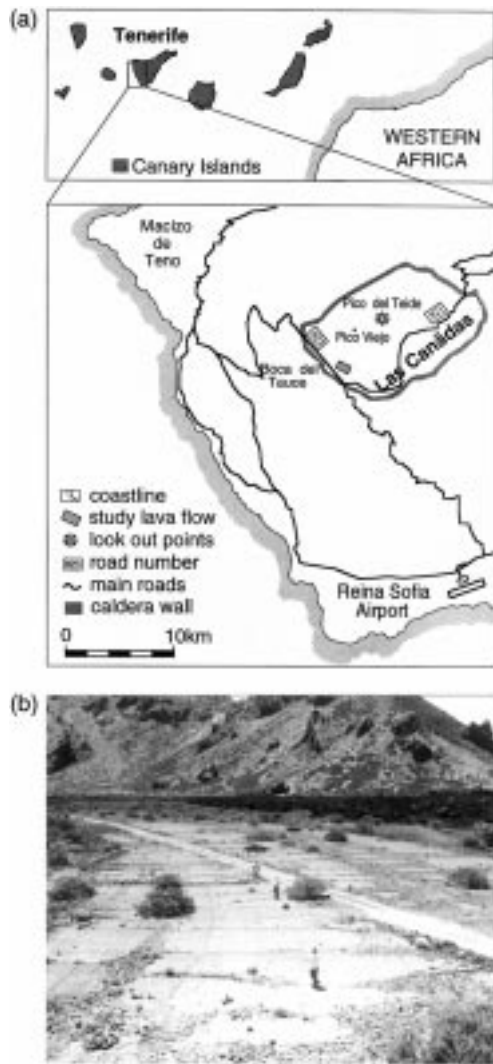 (a)
Tenerife
WESTERN
AFRICA
Canary Islands
Macizo
de
Teno
Pico del Teide
Pico Viejo
Las Cañadas
Boca del
Tauce
coastline
study lava flow
look out points
road number
main roads
caldera wall
0 10km
Reina Sofia
Airport
(b)